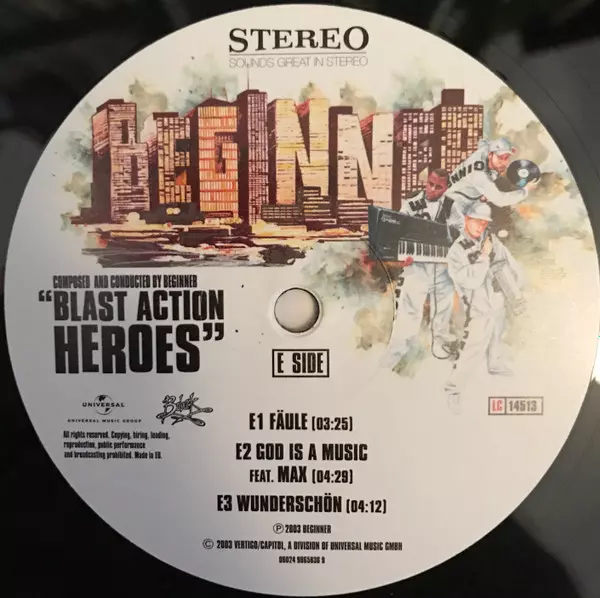 STEREO
SOUNDS GREAT IN STEREO
BEGINNER
COMPOSED AND CONDUCTED BY BEGINNER
"BLAST ACTION
HEROES"
E SIDE
UNIVERSAL
UNIVERSAL MUSIC GROUP
All rights reserved. Copying, hiring, lending,
reproduction, public performance
and broadcasting prohibited. Made in EU.
LC 14513
E1 FÄULE (03:25)
E2 GOD IS A MUSIC
FEAT. MAX (04:29)
E3 WUNDERSCHÖN (04:12)
Ⓟ 2003 BEGINNER
© 2003 VERTIGO/CAPITOL, A DIVISION OF UNIVERSAL MUSIC GMBH